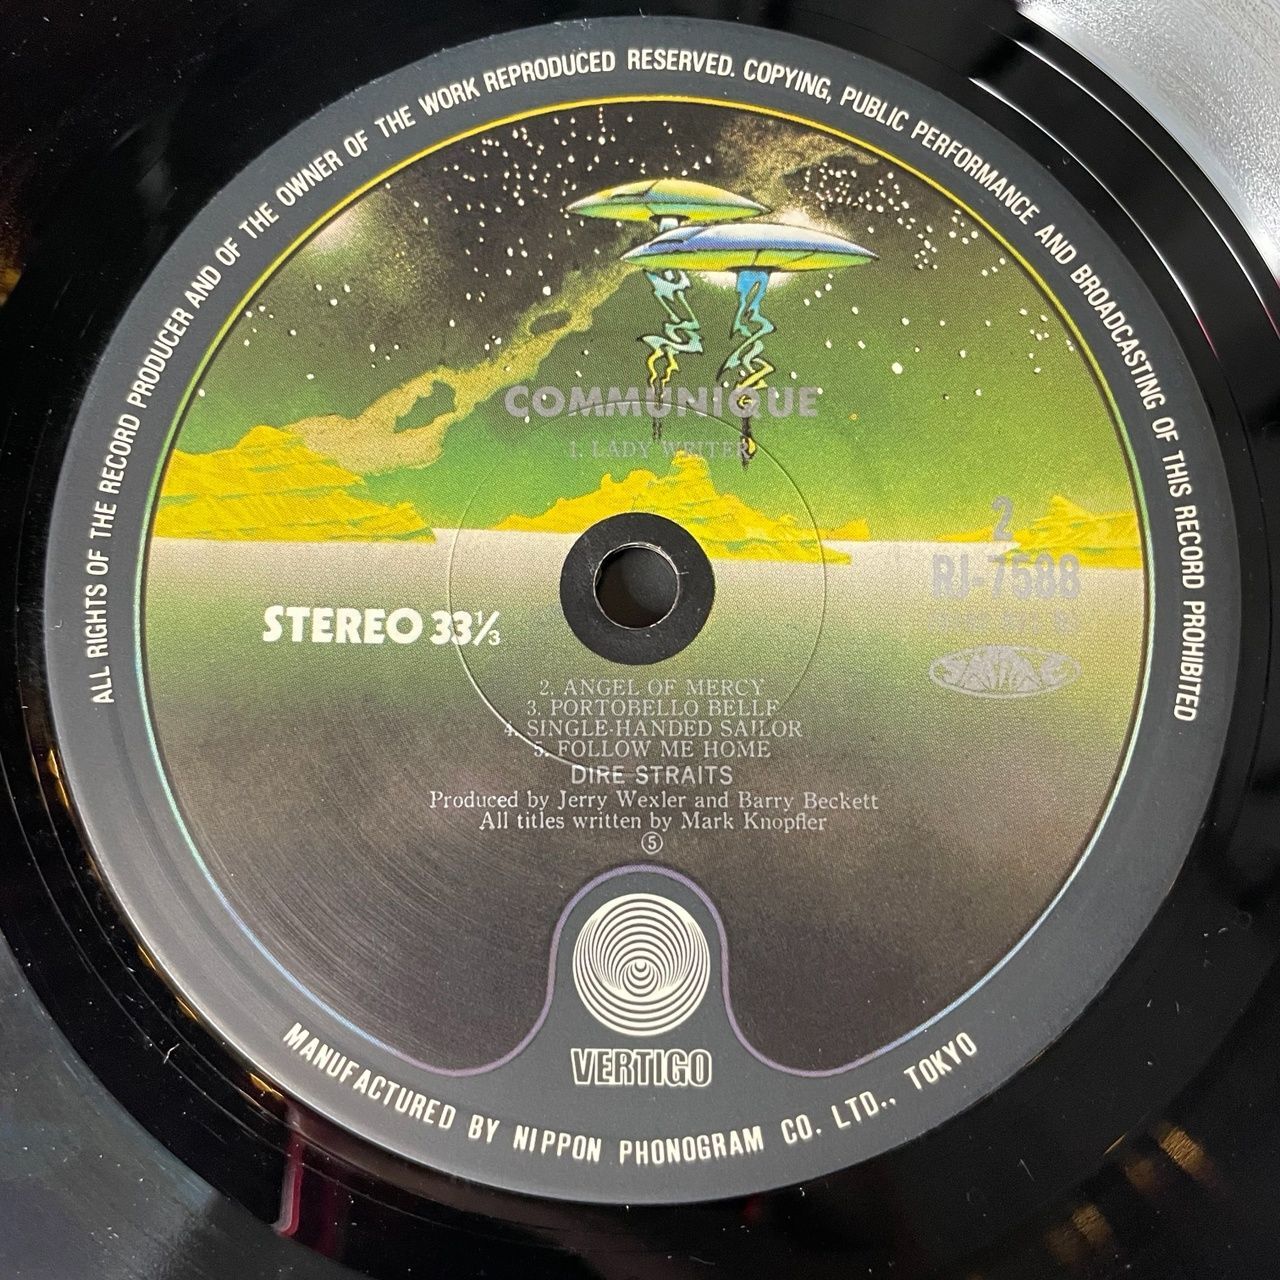 ALL RIGHTS OF THE RECORD PRODUCER AND OF THE OWNER OF THE WORK REPRODUCED RESERVED. COPYING, PUBLIC PERFORMANCE AND BROADCASTING OF THIS RECORD PROHIBITED
COMMUNIQUE
1. LADY WRITER
2
RJ-7588
STEREO 33⅓
2. ANGEL OF MERCY
3. PORTOBELLO BELLE
4. SINGLE-HANDED SAILOR
5. FOLLOW ME HOME
DIRE STRAITS
Produced by Jerry Wexler and Barry Beckett
All titles written by Mark Knopfler
⑤
VERTIGO
MANUFACTURED BY NIPPON PHONOGRAM CO. LTD., TOKYO